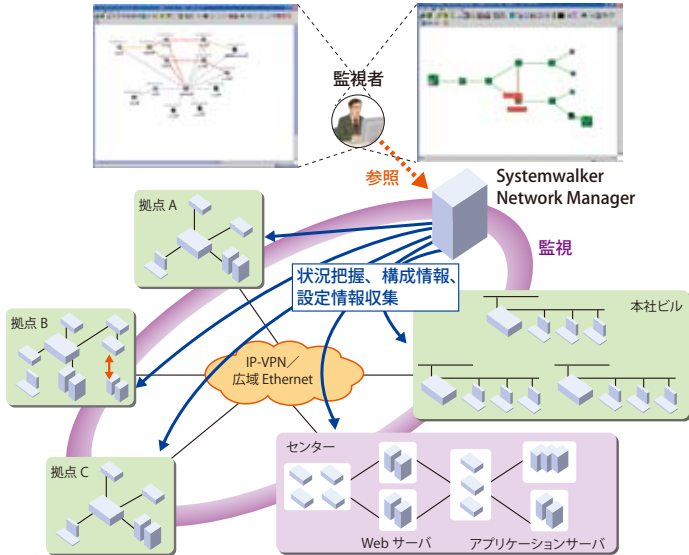 監視者
参照
Systemwalker
Network Manager
監視
拠点 A
状況把握、構成情報、
設定情報収集
本社ビル
拠点 B
IP-VPN／
広域 Ethernet
拠点 C
センター
Web サーバ
アプリケーションサーバ